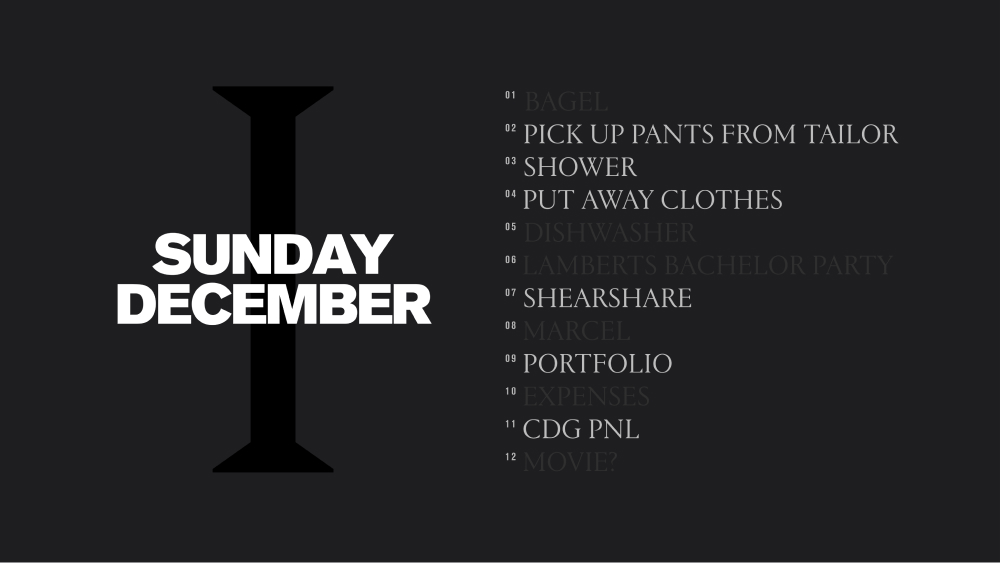 I
SUNDAY
DECEMBER
01 BAGEL
02 PICK UP PANTS FROM TAILOR
03 SHOWER
04 PUT AWAY CLOTHES
05 DISHWASHER
06 LAMBERTS BACHELOR PARTY
07 SHEARSHARE
08 MARCEL
09 PORTFOLIO
10 EXPENSES
11 CDG PNL
12 MOVIE?